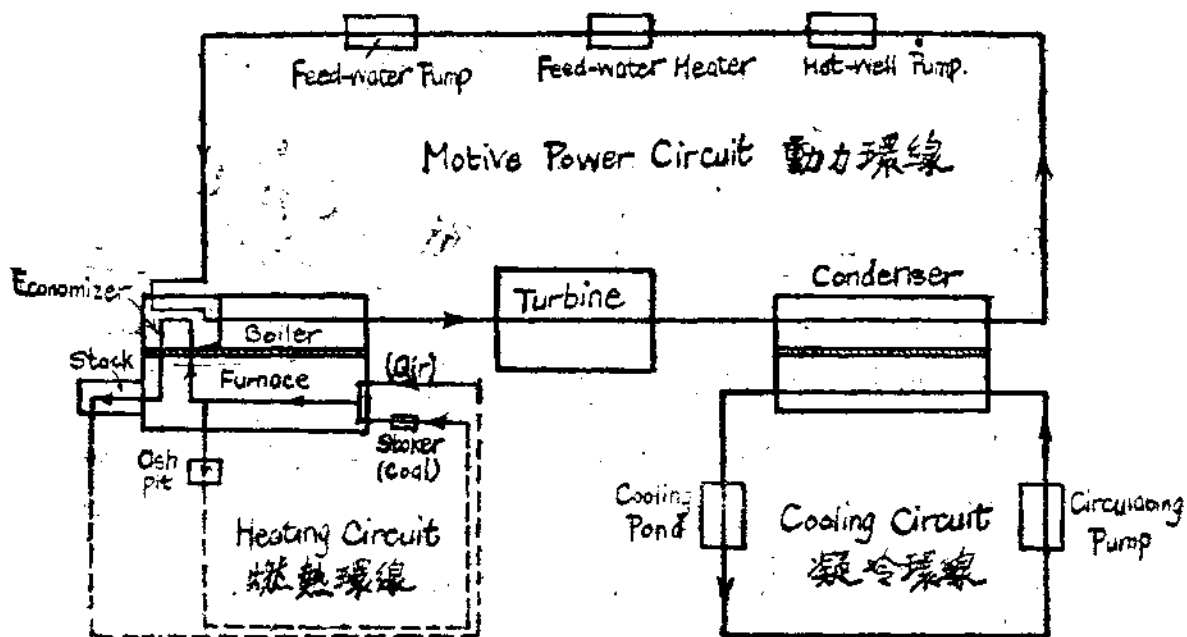 Feed-water Pump
Feed-water Heater
Hot-well Pump.
Motive Power Circuit 動力環線
Economizer
Boiler
Turbine
Condenser
Stack
Furnace
(Air)
Stoker
(Coal)
Ash
pit
Heating Circuit
燃熱環線
Cooling
Pond
Cooling Circuit
凝冷環線
Circulating
Pump